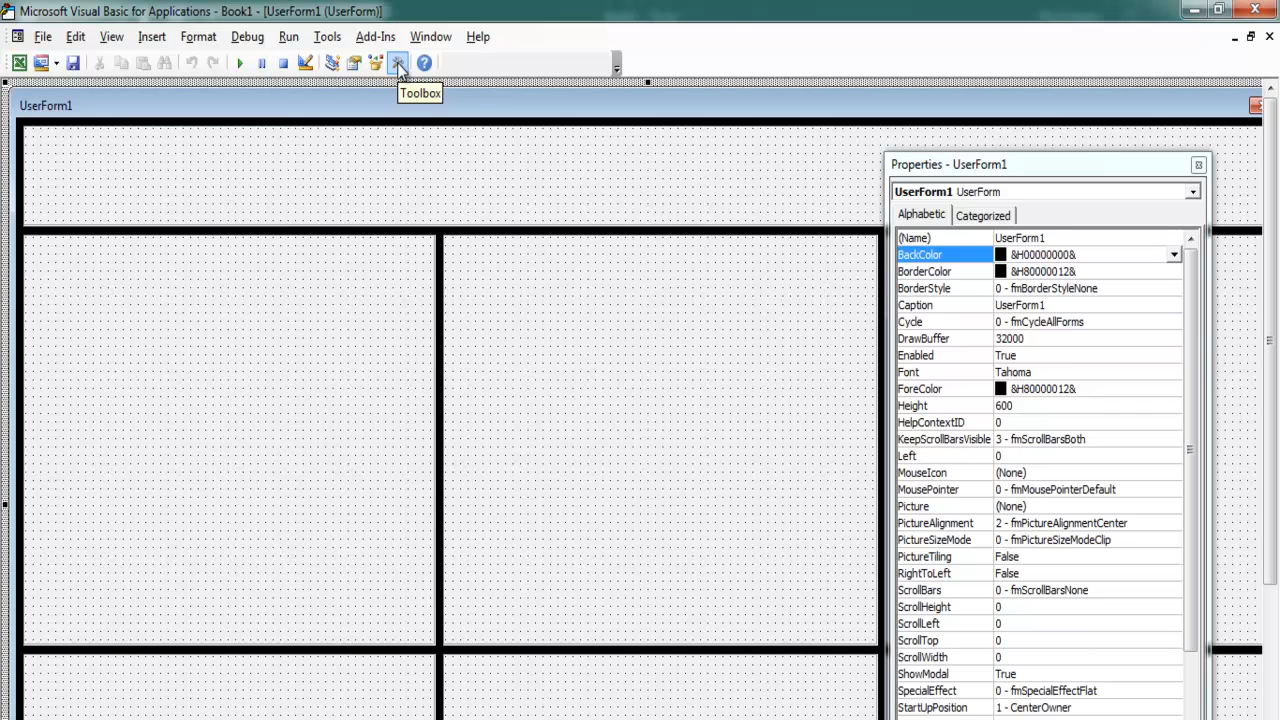 Microsoft Visual Basic for Applications - Book1 - [UserForm1 (UserForm)]
File Edit View Insert Format Debug Run Tools Add-Ins Window Help
Toolbox
UserForm1
Properties - UserForm1
UserForm1 UserForm
Alphabetic Categorized
(Name) UserForm1
BackColor &H00000000&
BorderColor &H80000012&
BorderStyle 0 - fmBorderStyleNone
Caption UserForm1
Cycle 0 - fmCycleAllForms
DrawBuffer 32000
Enabled True
Font Tahoma
ForeColor &H80000012&
Height 600
HelpContextID 0
KeepScrollBarsVisible 3 - fmScrollBarsBoth
Left 0
MouseIcon (None)
MousePointer 0 - fmMousePointerDefault
Picture (None)
PictureAlignment 2 - fmPictureAlignmentCenter
PictureSizeMode 0 - fmPictureSizeModeClip
PictureTiling False
RightToLeft False
ScrollBars 0 - fmScrollBarsNone
ScrollHeight 0
ScrollLeft 0
ScrollTop 0
ScrollWidth 0
ShowModal True
SpecialEffect 0 - fmSpecialEffectFlat
StartUpPosition 1 - CenterOwner